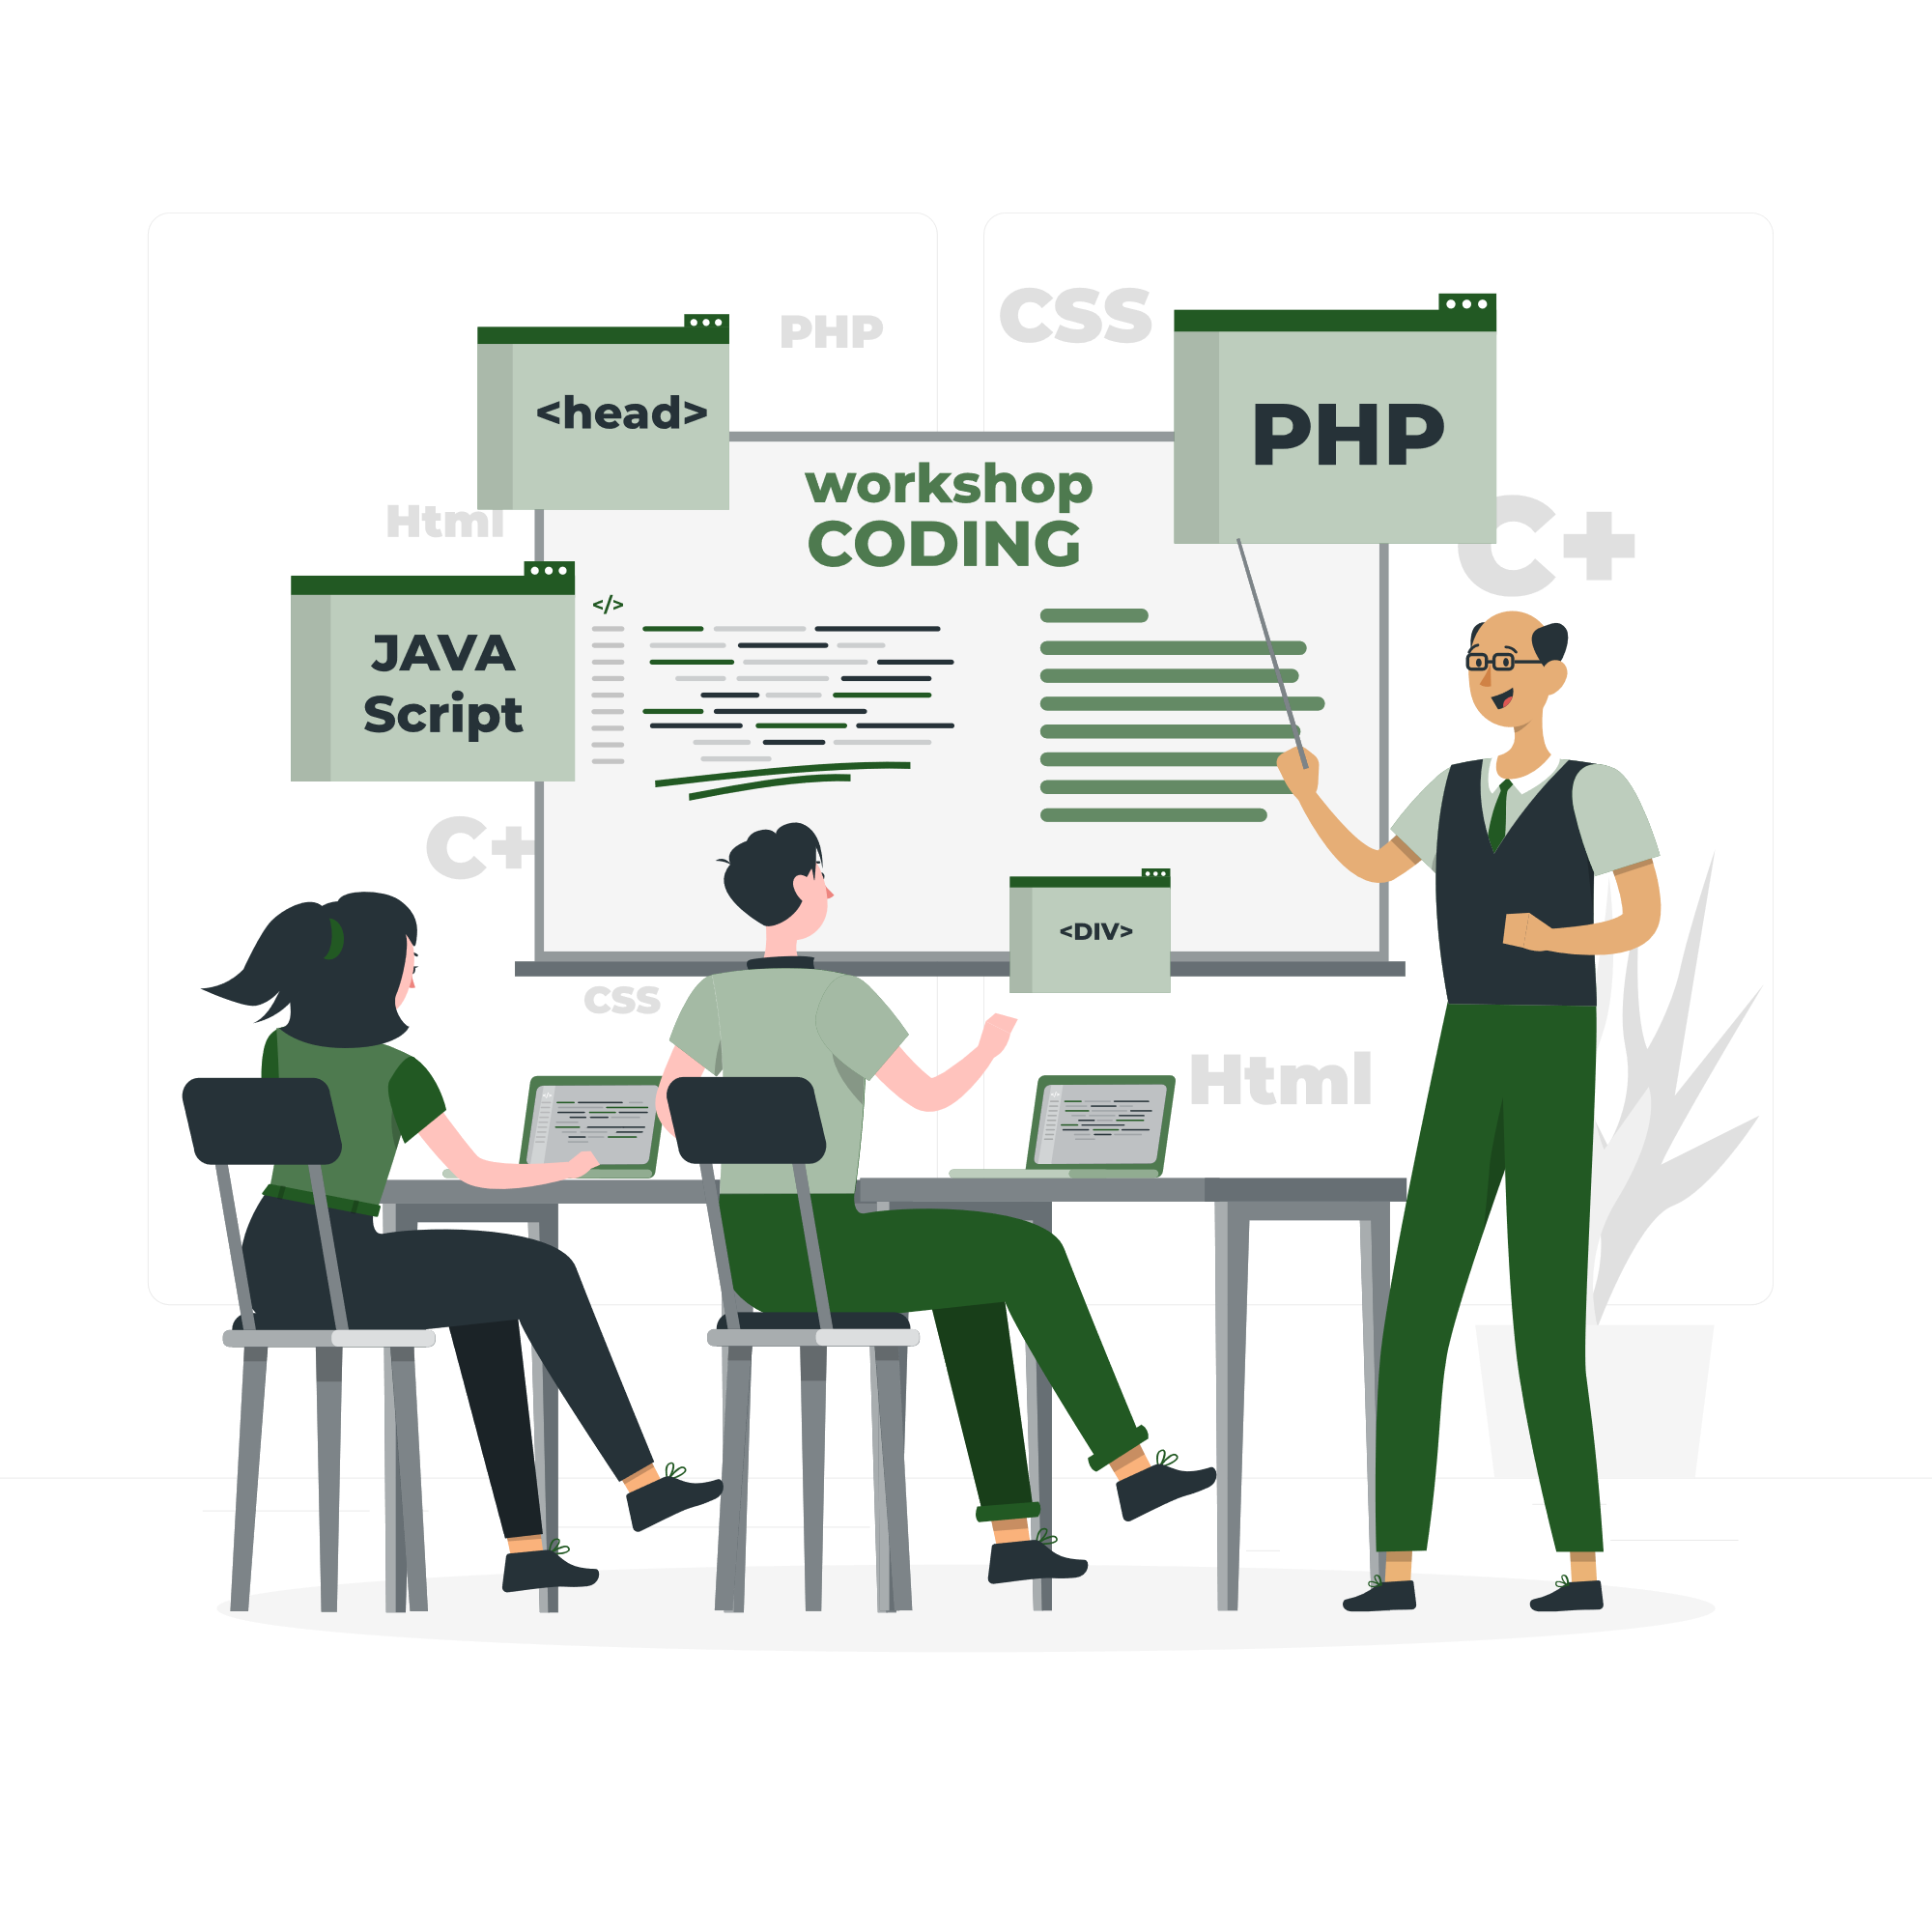 CSS
PHP
<head>
PHP
workshop
CODING
Html
C+
</>
JAVA
Script
C+
<DIV>
css
Html